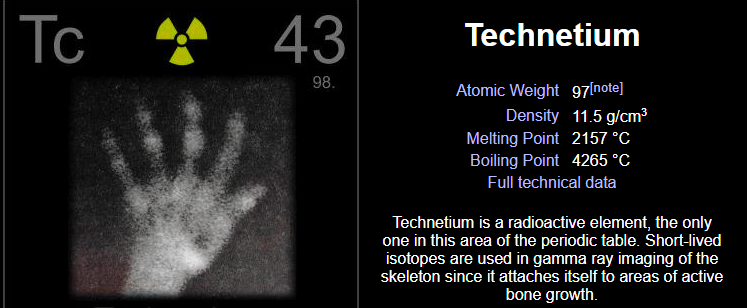 Tc 43
98.
Technetium
Atomic Weight 97[note]
Density 11.5 g/cm³
Melting Point 2157 °C
Boiling Point 4265 °C
Full technical data
Technetium is a radioactive element, the only
one in this area of the periodic table. Short-lived
isotopes are used in gamma ray imaging of the
skeleton since it attaches itself to areas of active
bone growth.